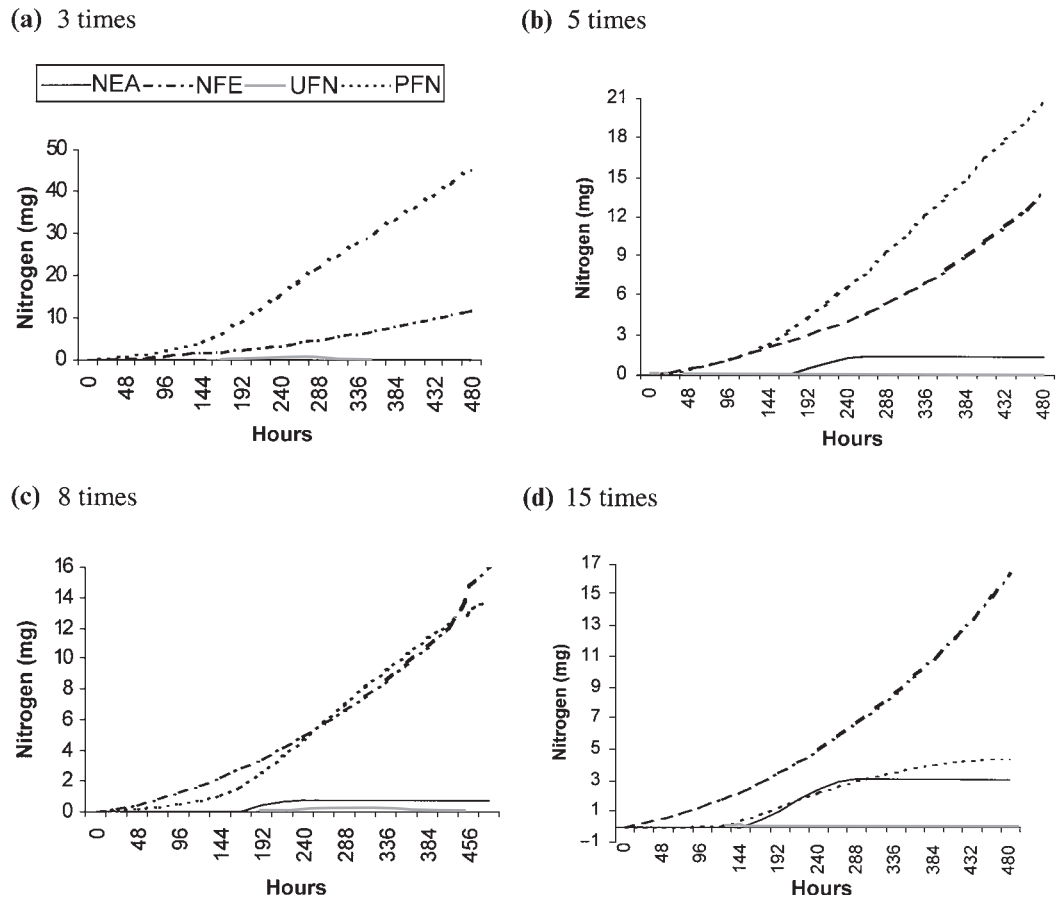 (a) 3 times
NEA NFE UFN PFN
50
40
30
20
10
0
Nitrogen (mg)
0 48 96 144 192 240 288 336 384 432 480
Hours
(b) 5 times
21
18
15
12
9
6
3
0
Nitrogen (mg)
0 48 96 144 192 240 288 336 384 432 480
Hours
(c) 8 times
16
14
12
10
8
6
4
2
0
Nitrogen (mg)
0 48 96 144 192 240 288 336 384 456
Hours
(d) 15 times
17
15
13
11
9
7
5
3
1
−1
Nitrogen (mg)
0 48 96 144 192 240 288 336 384 432 480
Hours